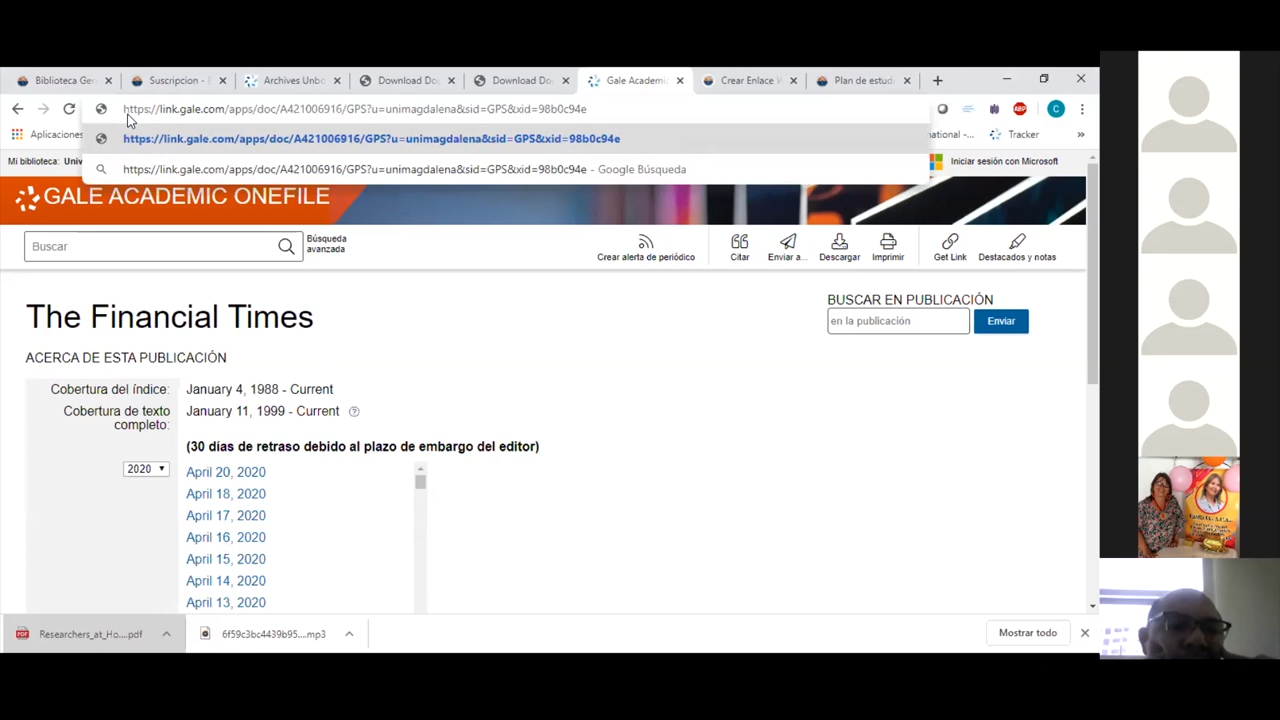 Biblioteca Ge
Suscripcion -
Archives Unbo
Download Do
Download Do
Gale Academi
Crear Enlace W
Plan de estud
https://link.gale.com/apps/doc/A421006916/GPS?u=unimagdalena&sid=GPS&xid=98b0c94e
Aplicaciones
https://link.gale.com/apps/doc/A421006916/GPS?u=unimagdalena&sid=GPS&xid=98b0c94e
national -...
Tracker
Mi biblioteca: Univ
https://link.gale.com/apps/doc/A421006916/GPS?u=unimagdalena&sid=GPS&xid=98b0c94e - Google Búsqueda
Iniciar sesión con Microsoft
GALE ACADEMIC ONEFILE
Buscar
Búsqueda
avanzada
Crear alerta de periódico
Citar
Enviar a...
Descargar
Imprimir
Get Link
Destacados y notas
The Financial Times
BUSCAR EN PUBLICACIÓN
en la publicación
Enviar
ACERCA DE ESTA PUBLICACIÓN
Cobertura del índice: January 4, 1988 - Current
Cobertura de texto completo: January 11, 1999 - Current
(30 días de retraso debido al plazo de embargo del editor)
2020
April 20, 2020
April 18, 2020
April 17, 2020
April 16, 2020
April 15, 2020
April 14, 2020
April 13, 2020
Researchers_at_Ho....pdf
6f59c3bc4439b95....mp3
Mostrar todo